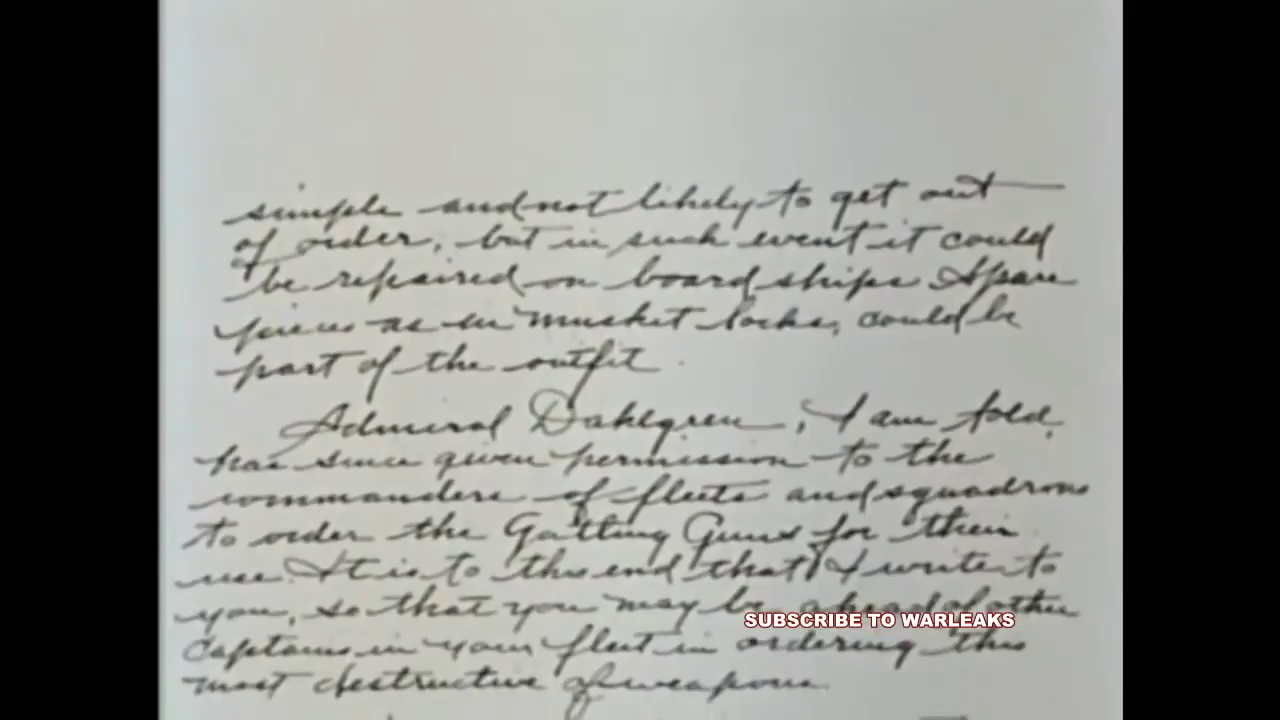 simple and not likely to get out
of order, but in such event it could
be repaired on board ships Spare
pieces as in musket locks, could be
part of the outfit.
Admiral Dahlgren, I am told,
has since given permission to the
commanders of fleets and squadrons
to order the Gatling Guns for their
use. It is to this end that I write to
you, so that you may be ahead of other
SUBSCRIBE TO WARLEAKS
Captains in your fleet in ordering this
most destructive of weapons.